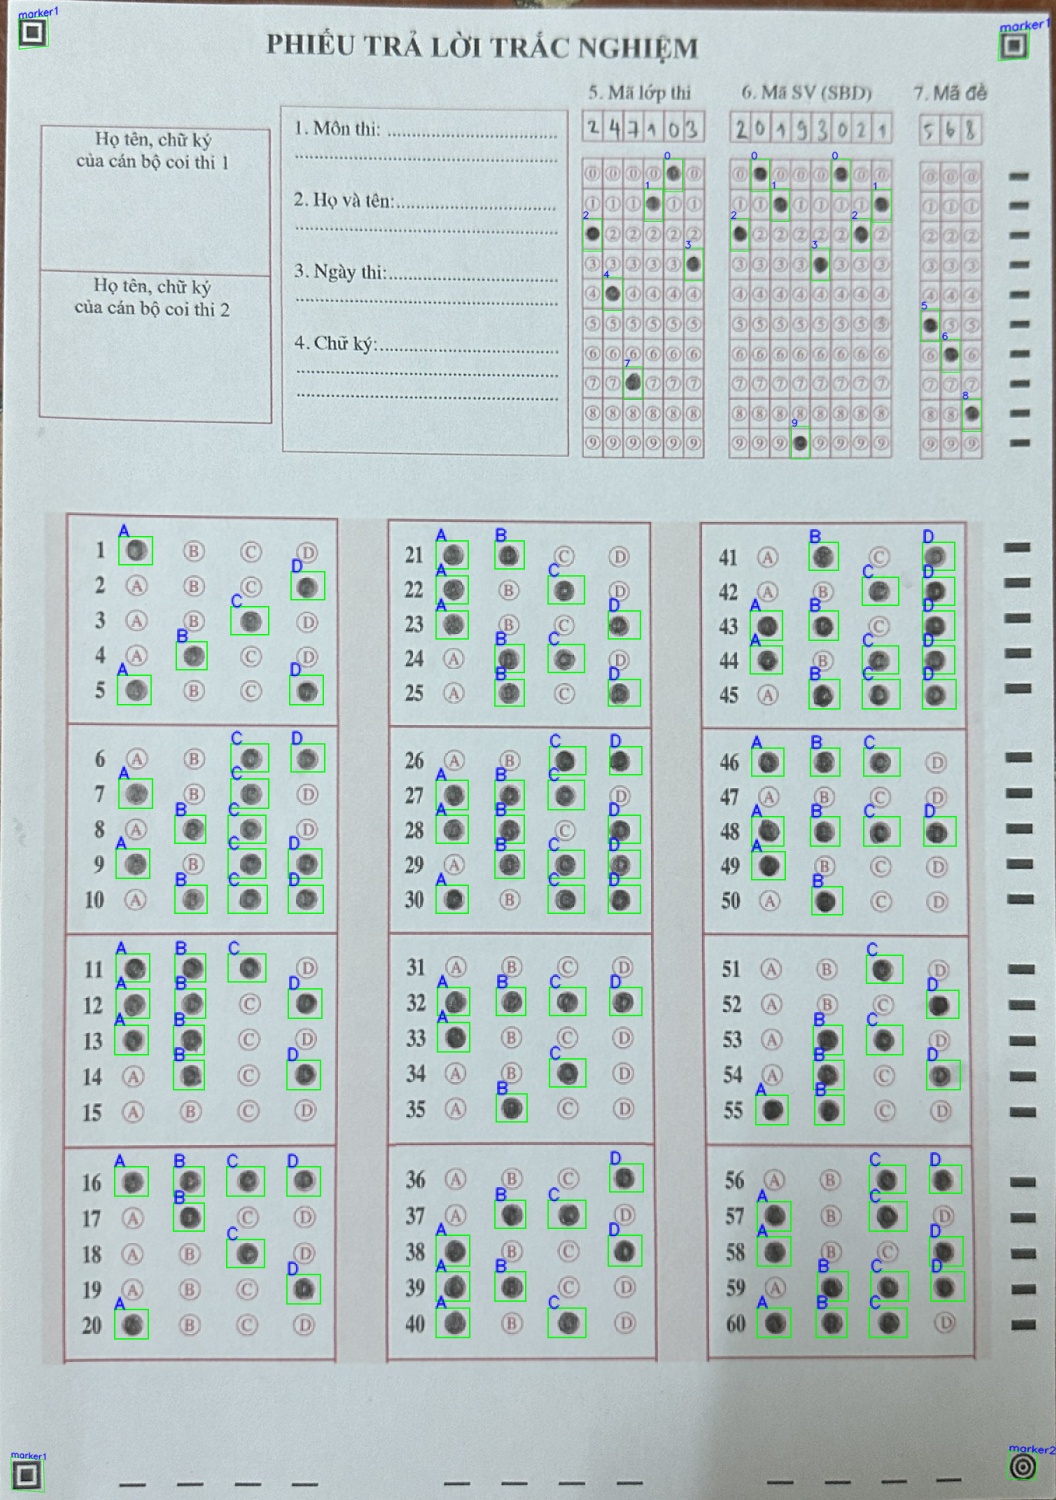 marker1
marker1
PHIẾU TRẢ LỜI TRẮC NGHIỆM
5. Mã lớp thi
6. Mã SV (SBD)
7. Mã đề
2 4 7 1 0 3
2 0 1 9 3 0 2 1
5 6 8
Họ tên, chữ ký
của cán bộ coi thi 1
Họ tên, chữ ký
của cán bộ coi thi 2
1. Môn thi:
2. Họ và tên:
3. Ngày thi:
4. Chữ ký:
1 A B C D
2 A B C D
3 A B C D
4 A B C D
5 A B C D
6 A B C D
7 A B C D
8 A B C D
9 A B C D
10 A B C D
11 A B C D
12 A B C D
13 A B C D
14 A B C D
15 A B C D
16 A B C D
17 A B C D
18 A B C D
19 A B C D
20 A B C D
21 A B C D
22 A B C D
23 A B C D
24 A B C D
25 A B C D
26 A B C D
27 A B C D
28 A B C D
29 A B C D
30 A B C D
31 A B C D
32 A B C D
33 A B C D
34 A B C D
35 A B C D
36 A B C D
37 A B C D
38 A B C D
39 A B C D
40 A B C D
41 A B C D
42 A B C D
43 A B C D
44 A B C D
45 A B C D
46 A B C D
47 A B C D
48 A B C D
49 A B C D
50 A B C D
51 A B C D
52 A B C D
53 A B C D
54 A B C D
55 A B C D
56 A B C D
57 A B C D
58 A B C D
59 A B C D
60 A B C D
marker1
marker2